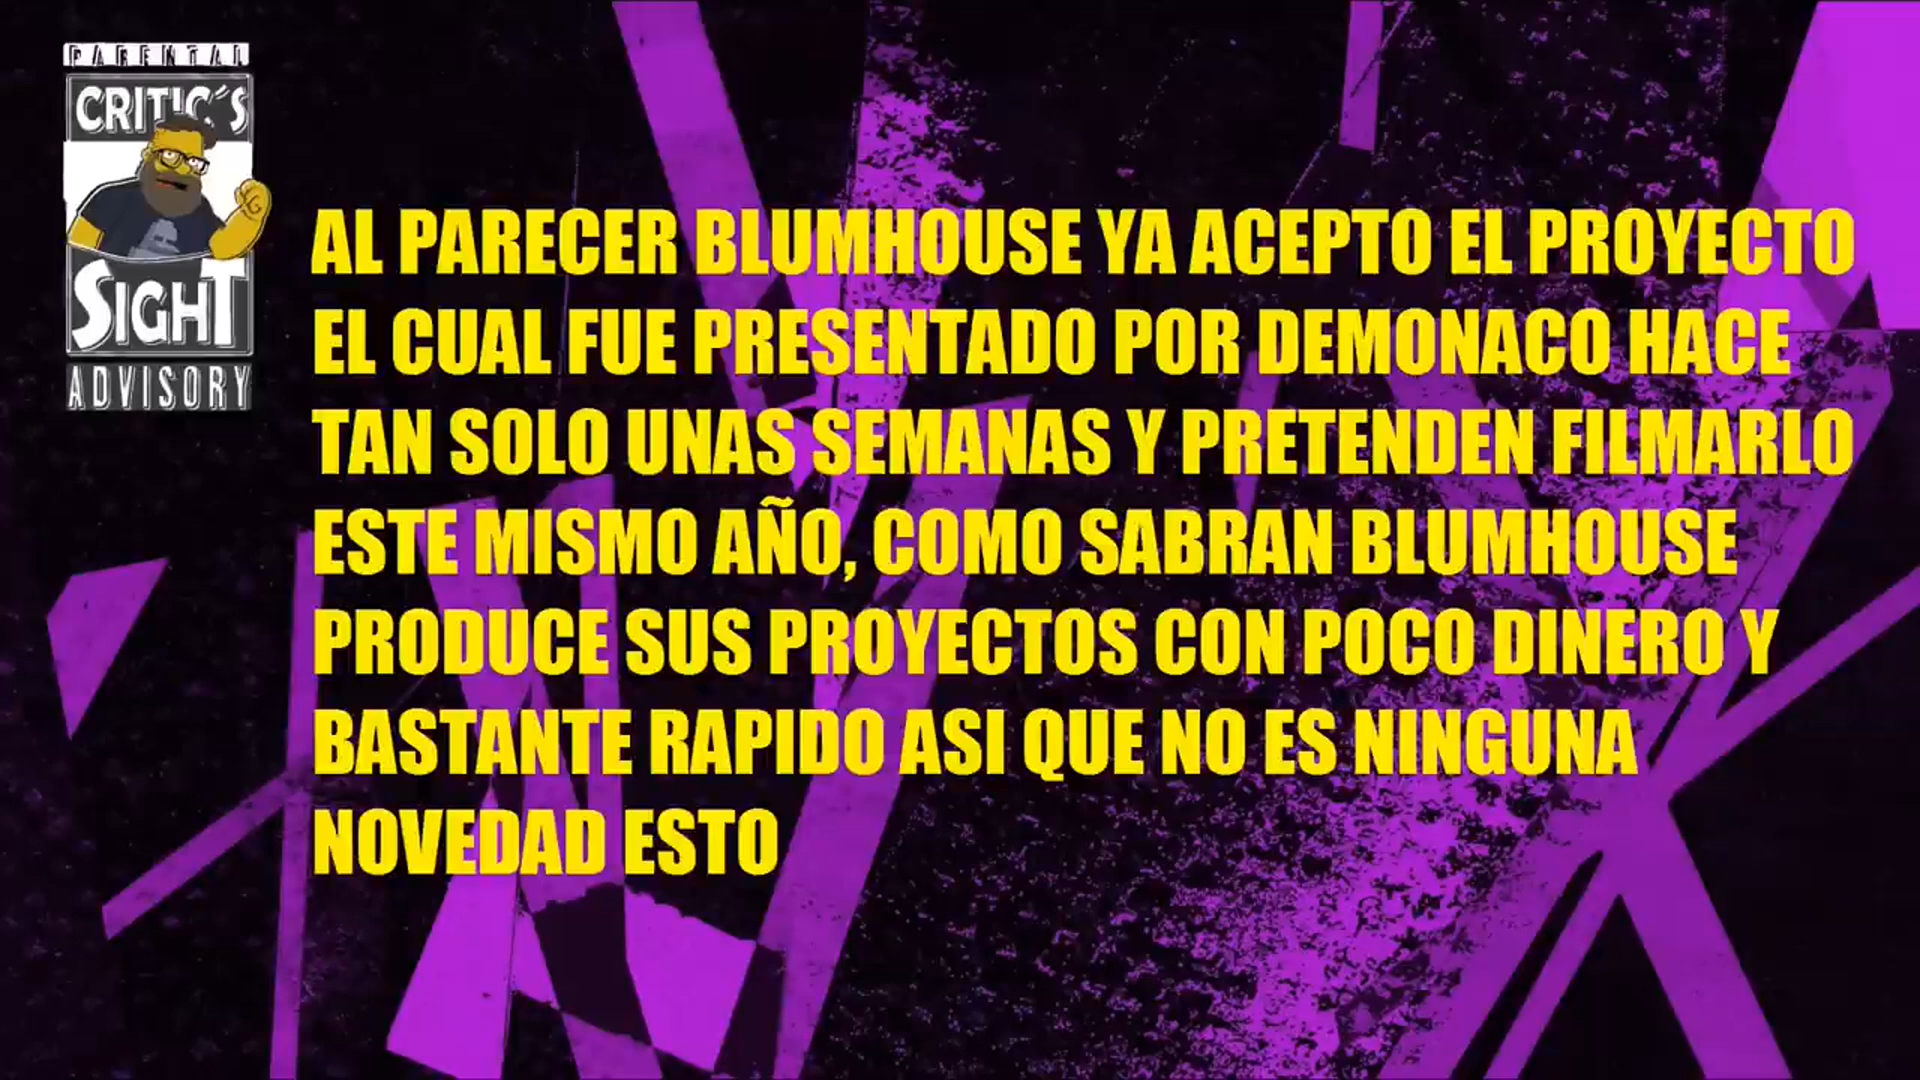 PARENTAL
CRITIC´S
SIGHT
ADVISORY
AL PARECER BLUMHOUSE YA ACEPTO EL PROYECTO
EL CUAL FUE PRESENTADO POR DEMONACO HACE
TAN SOLO UNAS SEMANAS Y PRETENDEN FILMARLO
ESTE MISMO AÑO, COMO SABRAN BLUMHOUSE
PRODUCE SUS PROYECTOS CON POCO DINERO Y
BASTANTE RAPIDO ASI QUE NO ES NINGUNA
NOVEDAD ESTO